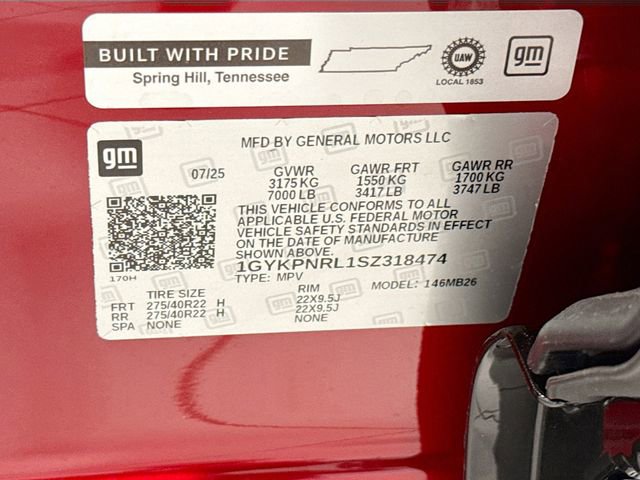 BUILT WITH PRIDE
Spring Hill, Tennessee
UAW
LOCAL 1853
gm
gm
MFD BY GENERAL MOTORS LLC
07/25
GVWR GAWR FRT GAWR RR
3175 KG 1550 KG 1700 KG
7000 LB 3417 LB 3747 LB
THIS VEHICLE CONFORMS TO ALL
APPLICABLE U.S. FEDERAL MOTOR
VEHICLE SAFETY STANDARDS IN EFFECT
ON THE DATE OF MANUFACTURE
SHOWN ABOVE.
1GYKPNRL1SZ318474
170H
TYPE: MPV MODEL: 146MB26
TIRE SIZE RIM
FRT 275/40R22 H 22X9.5J
RR 275/40R22 H 22X9.5J
SPA NONE NONE